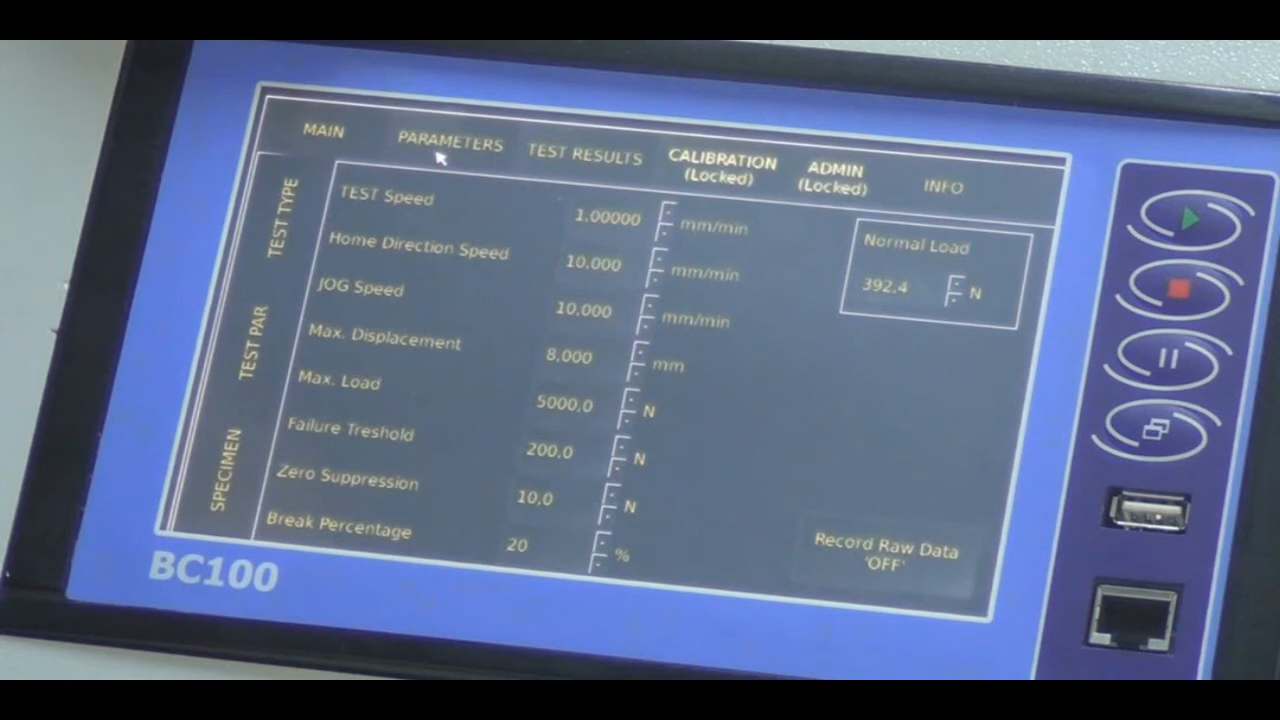 MAIN
PARAMETERS
TEST RESULTS
CALIBRATION
(Locked)
ADMIN
(Locked)
INFO
TEST TYPE
TEST PAR
SPECIMEN
TEST Speed 1.00000 mm/min
Home Direction Speed 10.000 mm/min
JOG Speed 10.000 mm/min
Max. Displacement 8.000 mm
Max. Load 5000.0 N
Failure Treshold 200.0 N
Zero Suppression 10.0 N
Break Percentage 20 %
Normal Load
392.4 N
Record Raw Data
'OFF'
BC100